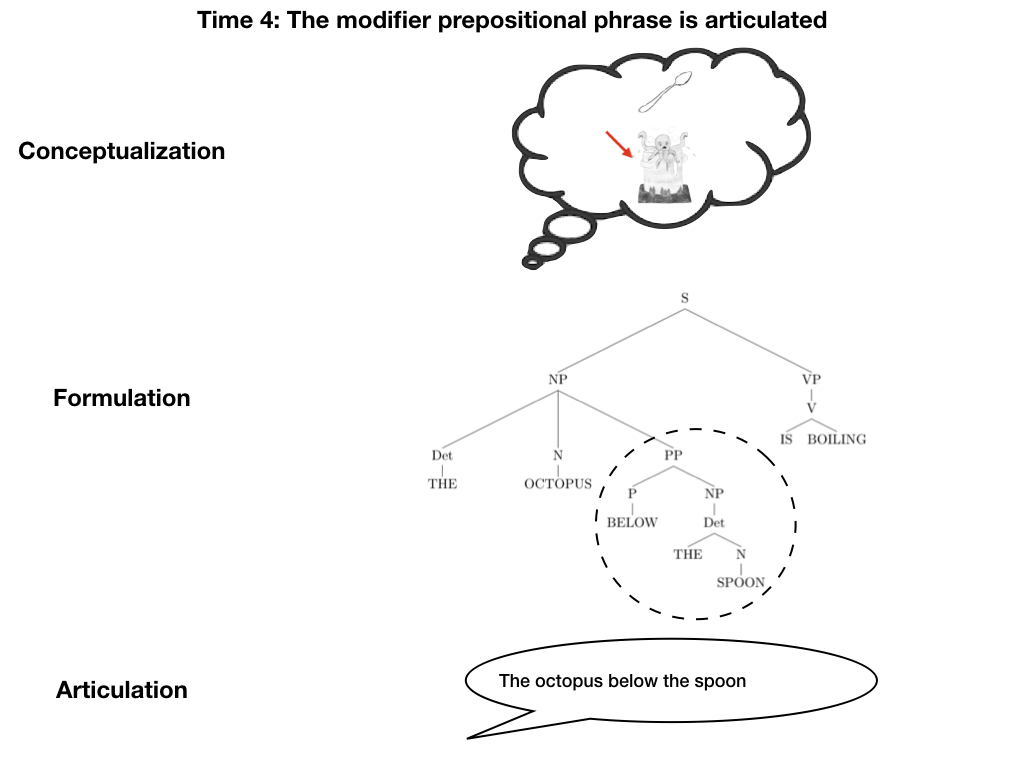 Time 4: The modifier prepositional phrase is articulated
Conceptualization
Formulation
S
NP VP
V
IS BOILING
Det N PP
THE OCTOPUS
P NP
BELOW Det
THE N
SPOON
Articulation
The octopus below the spoon